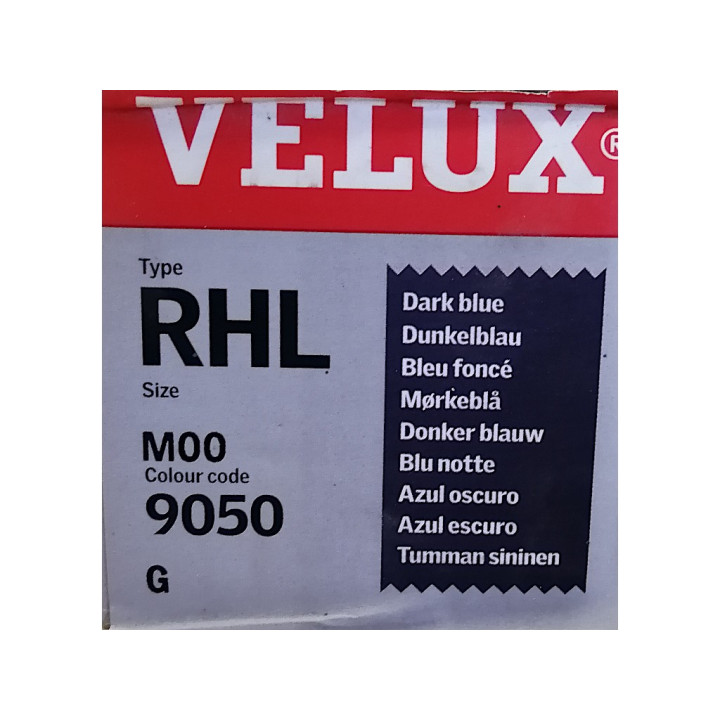 VELUX®
Type
RHL
Size
M00
Colour code
9050
G
Dark blue
Dunkelblau
Bleu foncé
Mørkeblå
Donker blauw
Blu notte
Azul oscuro
Azul escuro
Tumman sininen